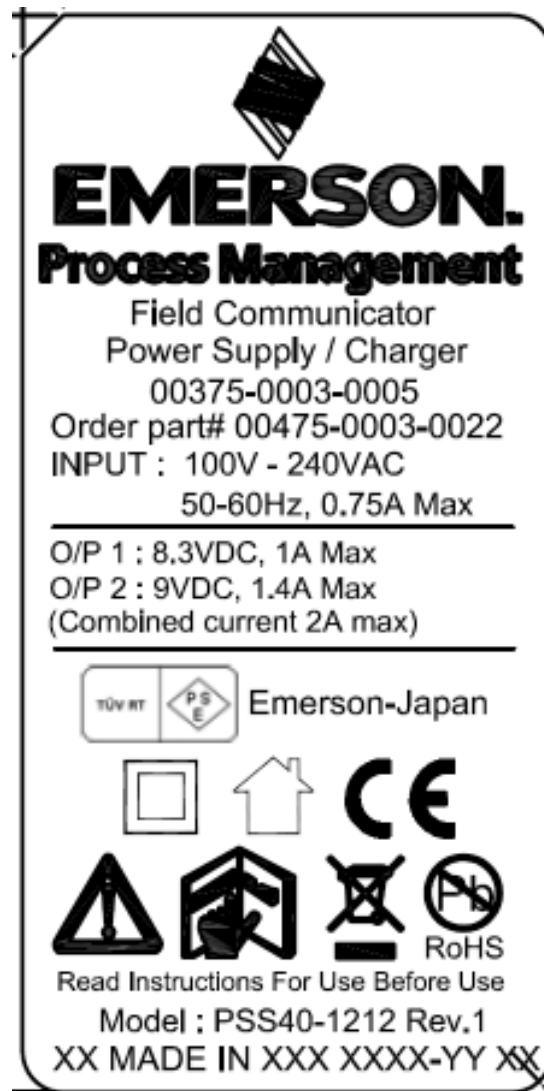 EMERSON.
Process Management
Field Communicator
Power Supply / Charger
00375-0003-0005
Order part# 00475-0003-0022
INPUT : 100V - 240VAC
50-60Hz, 0.75A Max
O/P 1 : 8.3VDC, 1A Max
O/P 2 : 9VDC, 1.4A Max
(Combined current 2A max)
TÜV RT PSE Emerson-Japan
CE
Pb
RoHS
Read Instructions For Use Before Use
Model : PSS40-1212 Rev.1
XX MADE IN XXX XXXX-YY XX